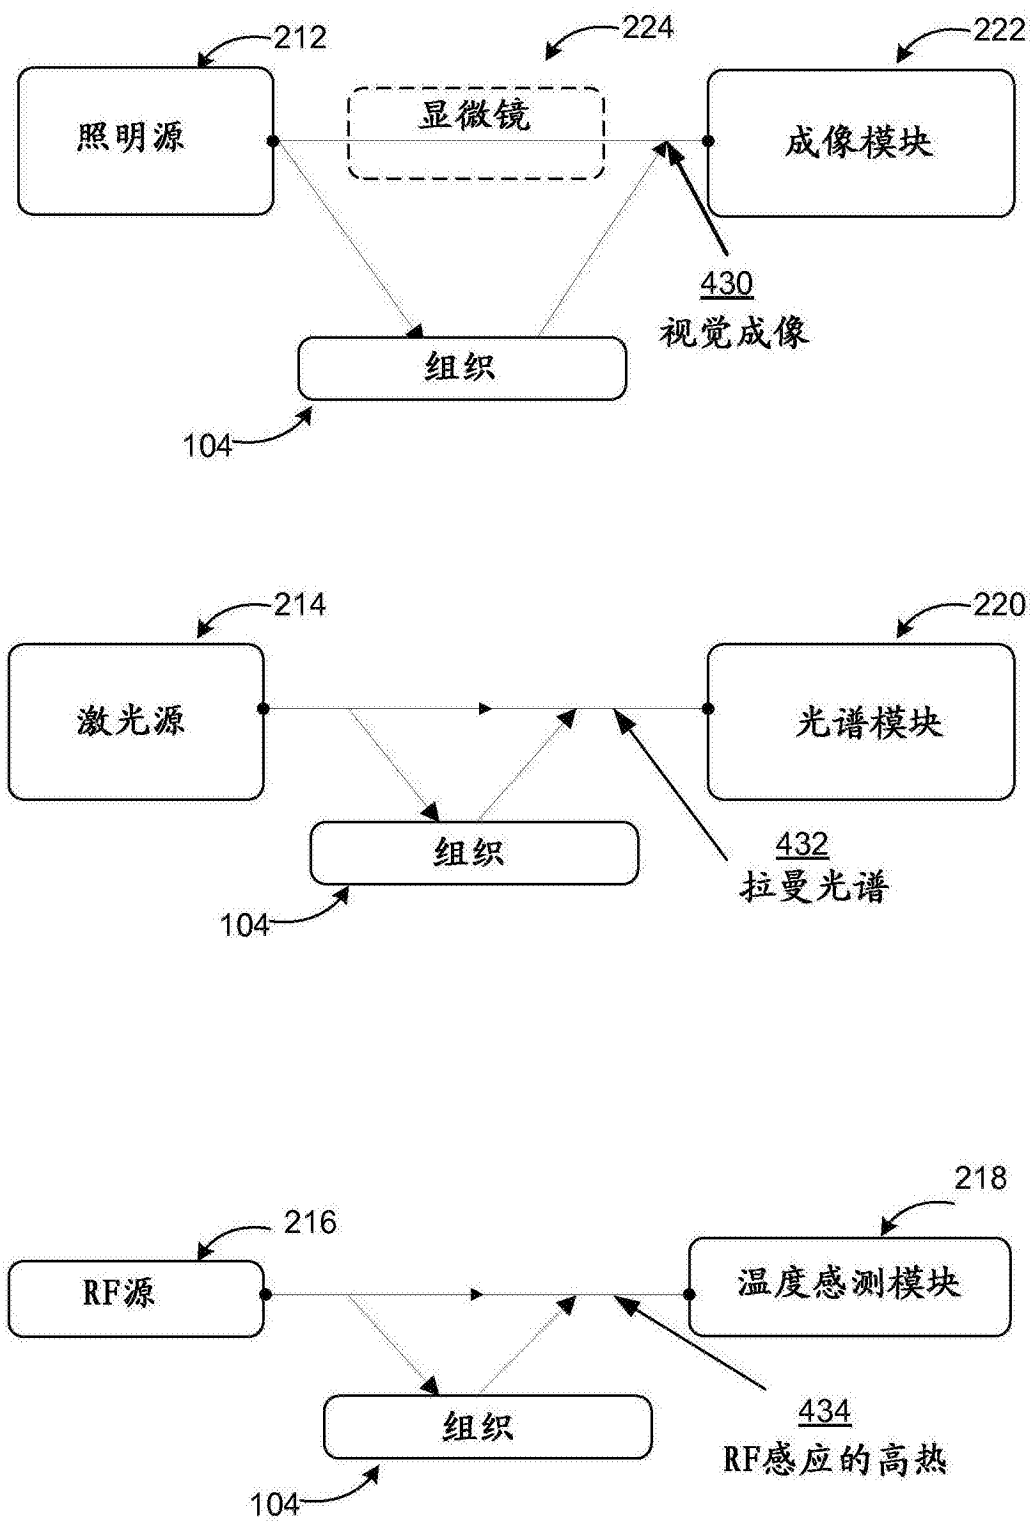 212
224
222
照明源
显微镜
成像模块
430
视觉成像
组织
104
214
220
激光源
光谱模块
432
拉曼光谱
组织
104
218
216
RF源
温度感测模块
434
RF感应的高热
组织
104